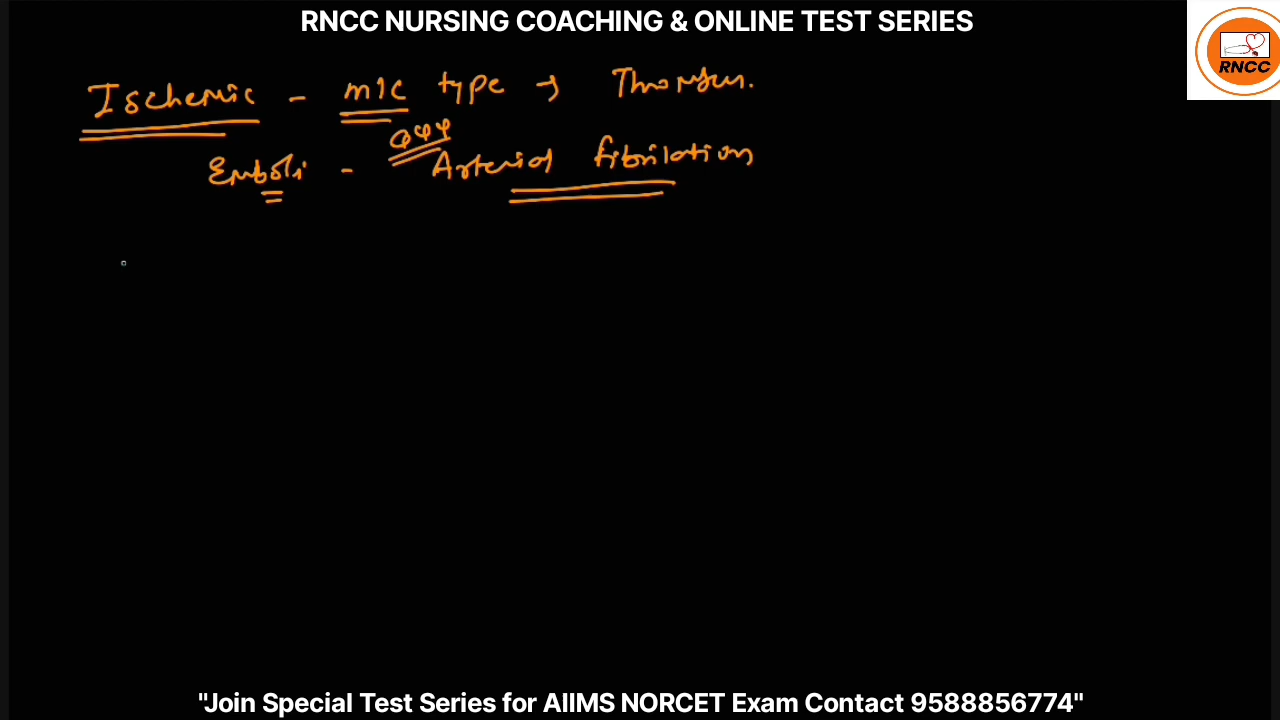 RNCC NURSING COACHING & ONLINE TEST SERIES
RNCC
Ischemic - m/c type →
Emboli - Arterial fibrilation
"Join Special Test Series for AIIMS NORCET Exam Contact 9588856774"